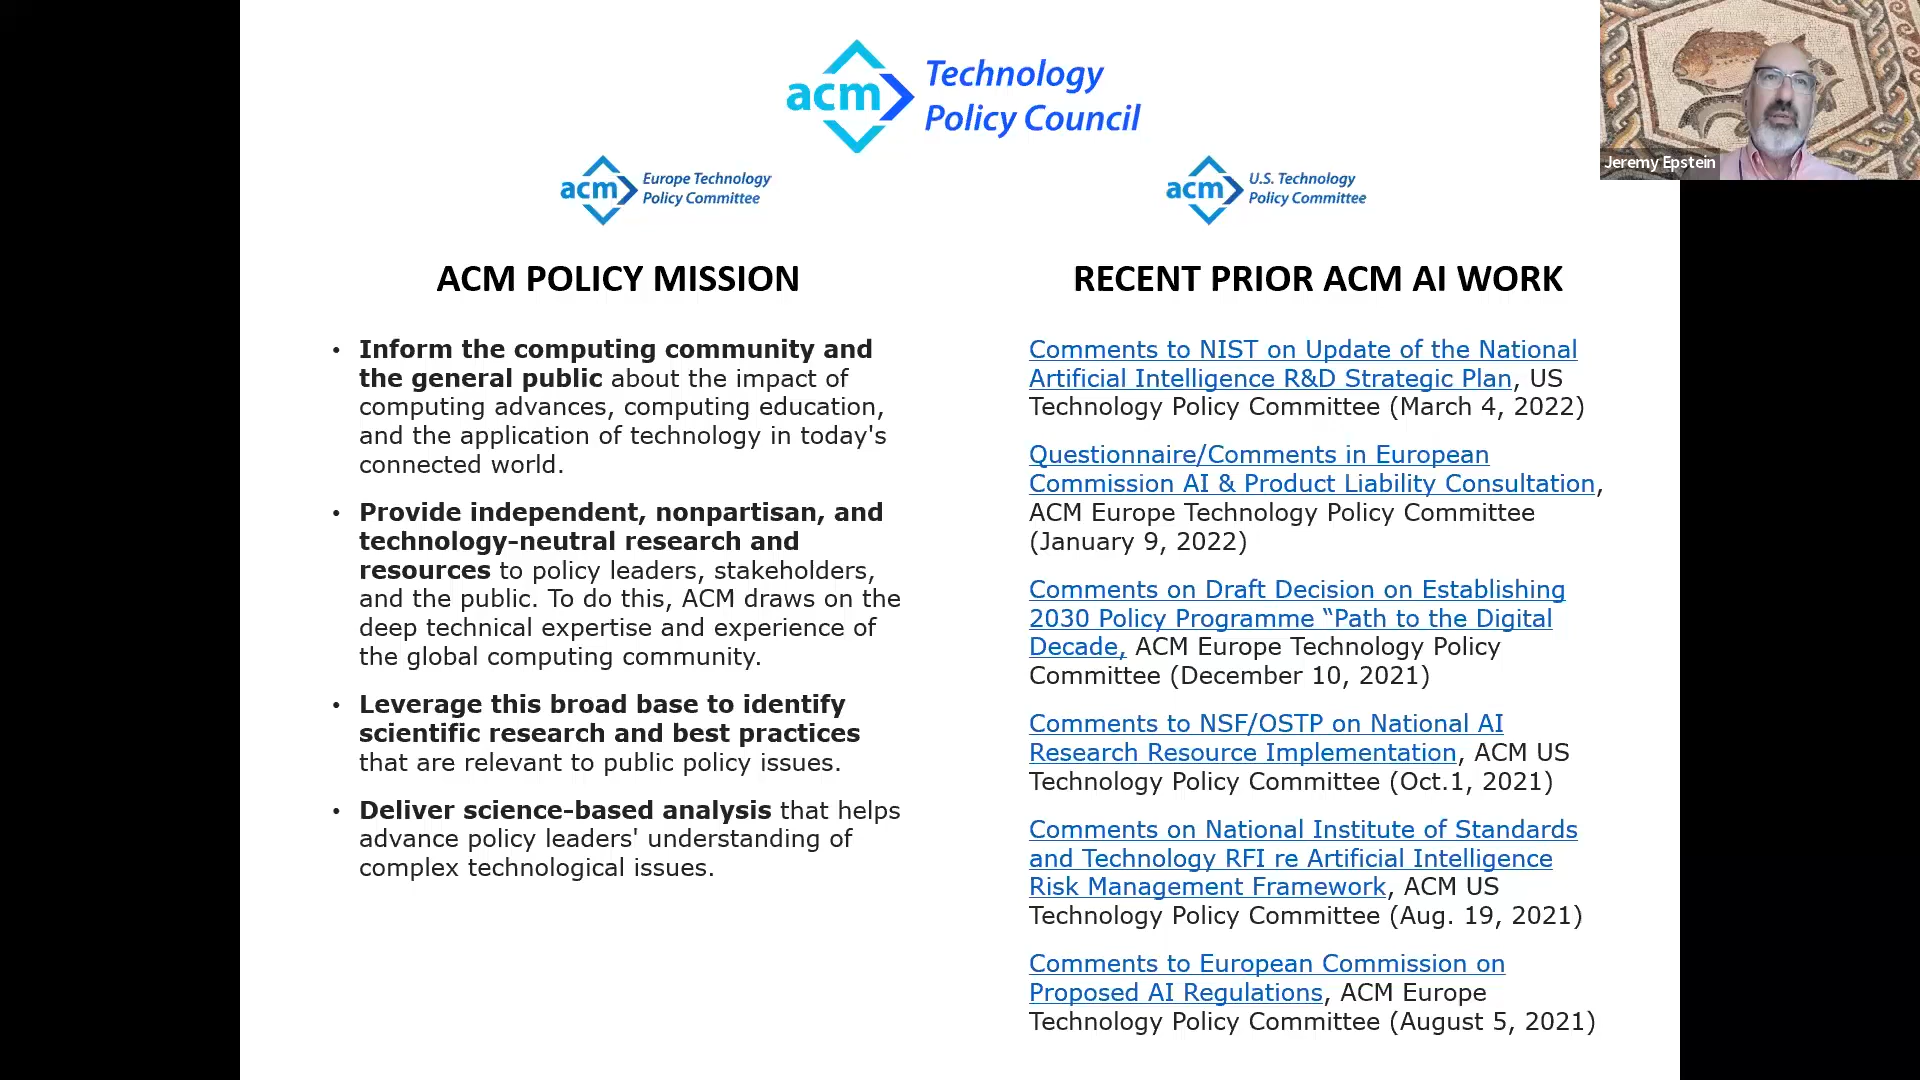 acm Technology
Policy Council
acm Europe Technology
Policy Committee
acm U.S. Technology
Policy Committee
Jeremy Epstein
ACM POLICY MISSION
• Inform the computing community and
the general public about the impact of
computing advances, computing education,
and the application of technology in today's
connected world.
• Provide independent, nonpartisan, and
technology-neutral research and
resources to policy leaders, stakeholders,
and the public. To do this, ACM draws on the
deep technical expertise and experience of
the global computing community.
• Leverage this broad base to identify
scientific research and best practices
that are relevant to public policy issues.
• Deliver science-based analysis that helps
advance policy leaders' understanding of
complex technological issues.
RECENT PRIOR ACM AI WORK
Comments to NIST on Update of the National
Artificial Intelligence R&D Strategic Plan, US
Technology Policy Committee (March 4, 2022)
Questionnaire/Comments in European
Commission AI & Product Liability Consultation,
ACM Europe Technology Policy Committee
(January 9, 2022)
Comments on Draft Decision on Establishing
2030 Policy Programme “Path to the Digital
Decade, ACM Europe Technology Policy
Committee (December 10, 2021)
Comments to NSF/OSTP on National AI
Research Resource Implementation, ACM US
Technology Policy Committee (Oct.1, 2021)
Comments on National Institute of Standards
and Technology RFI re Artificial Intelligence
Risk Management Framework, ACM US
Technology Policy Committee (Aug. 19, 2021)
Comments to European Commission on
Proposed AI Regulations, ACM Europe
Technology Policy Committee (August 5, 2021)